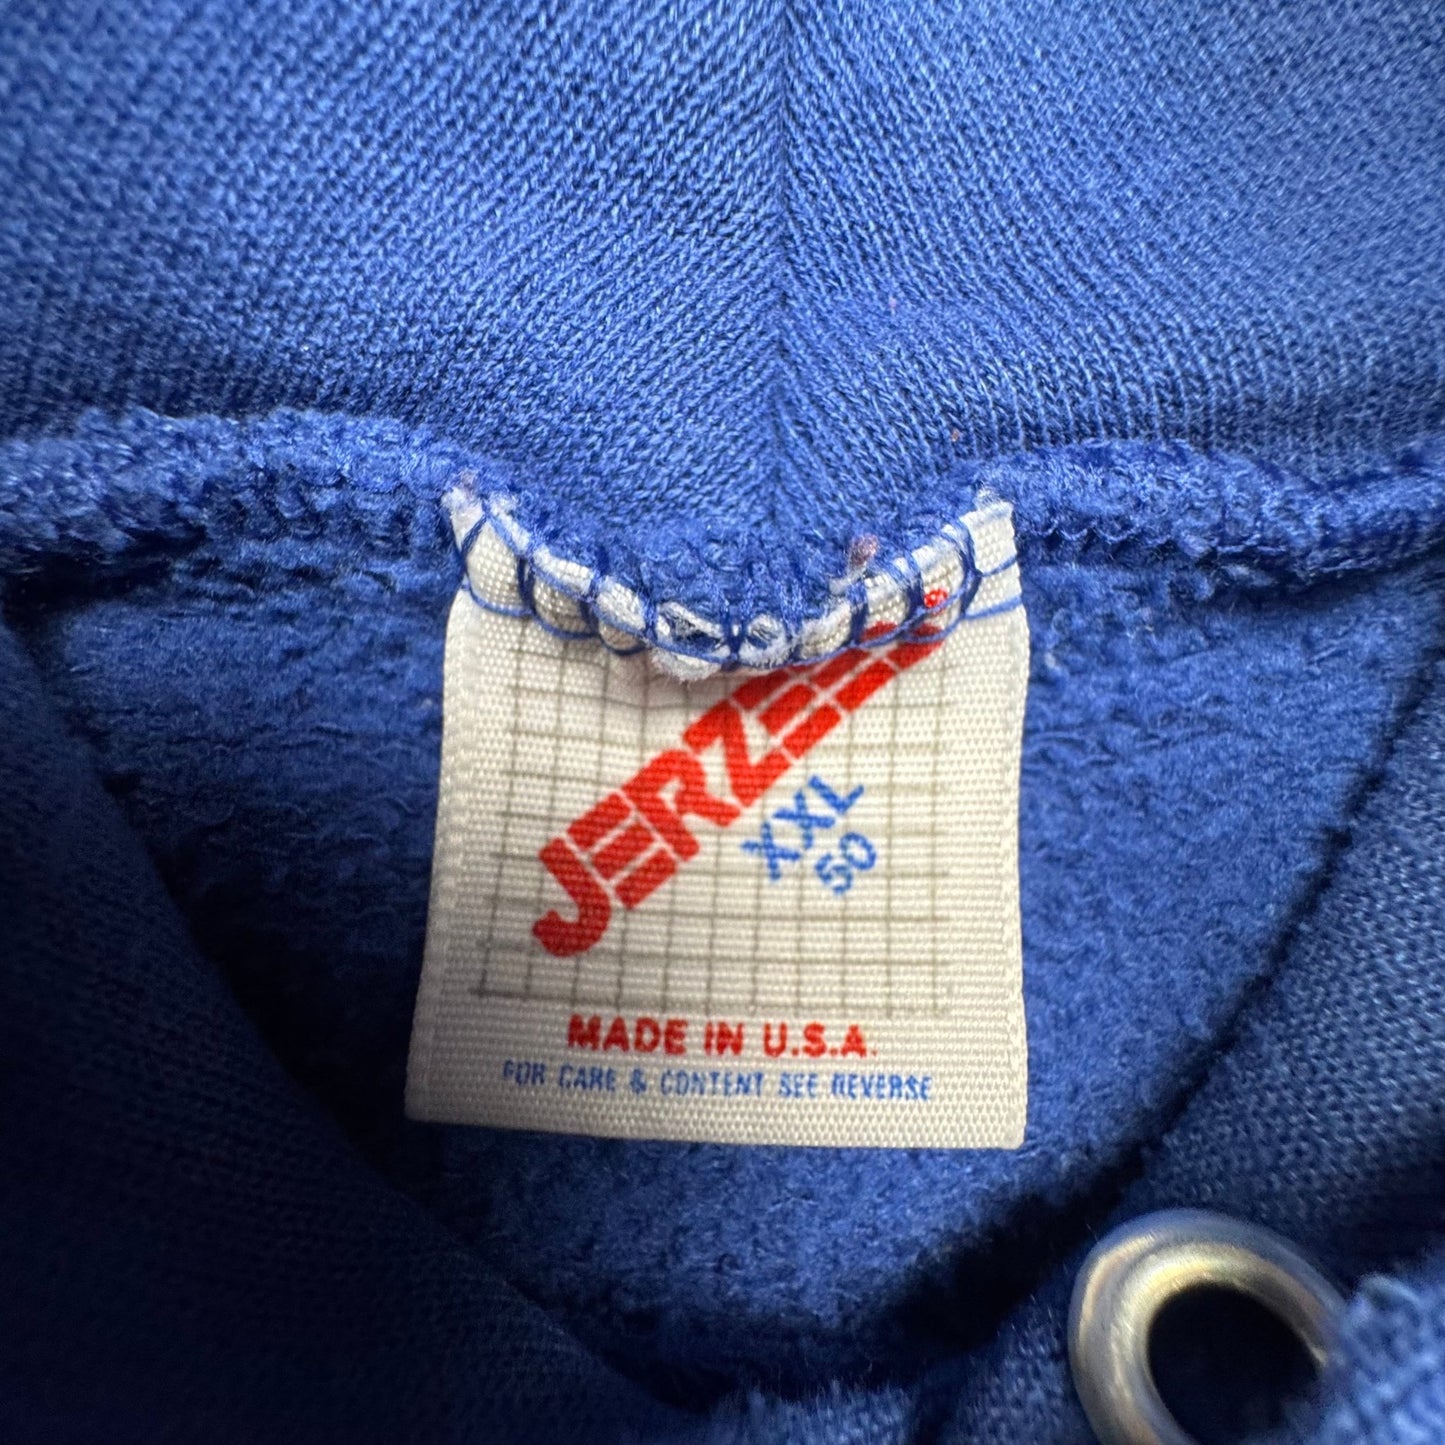 JERZEES
XXL
50
MADE IN U.S.A.
FOR CARE & CONTENT SEE REVERSE